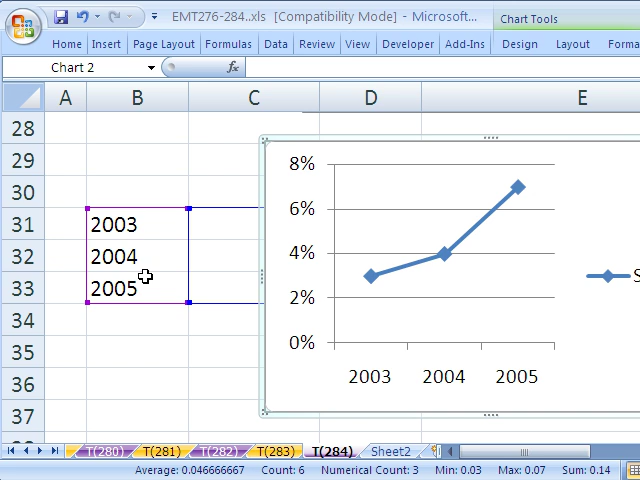 EMT276-284..xls [Compatibility Mode] - Microsoft...
Chart Tools
Home Insert Page Layout Formulas Data Review View Developer Add-Ins Design Layout Forma
Chart 2 fx
A B C D E
28
29
30
31 2003
32 2004
33 2005
34
35
36
37
8%
6%
4%
2%
0%
2003 2004 2005
S
T(280) T(281) T(282) T(283) T(284) Sheet2
Average: 0.046666667 Count: 6 Numerical Count: 3 Min: 0.03 Max: 0.07 Sum: 0.14